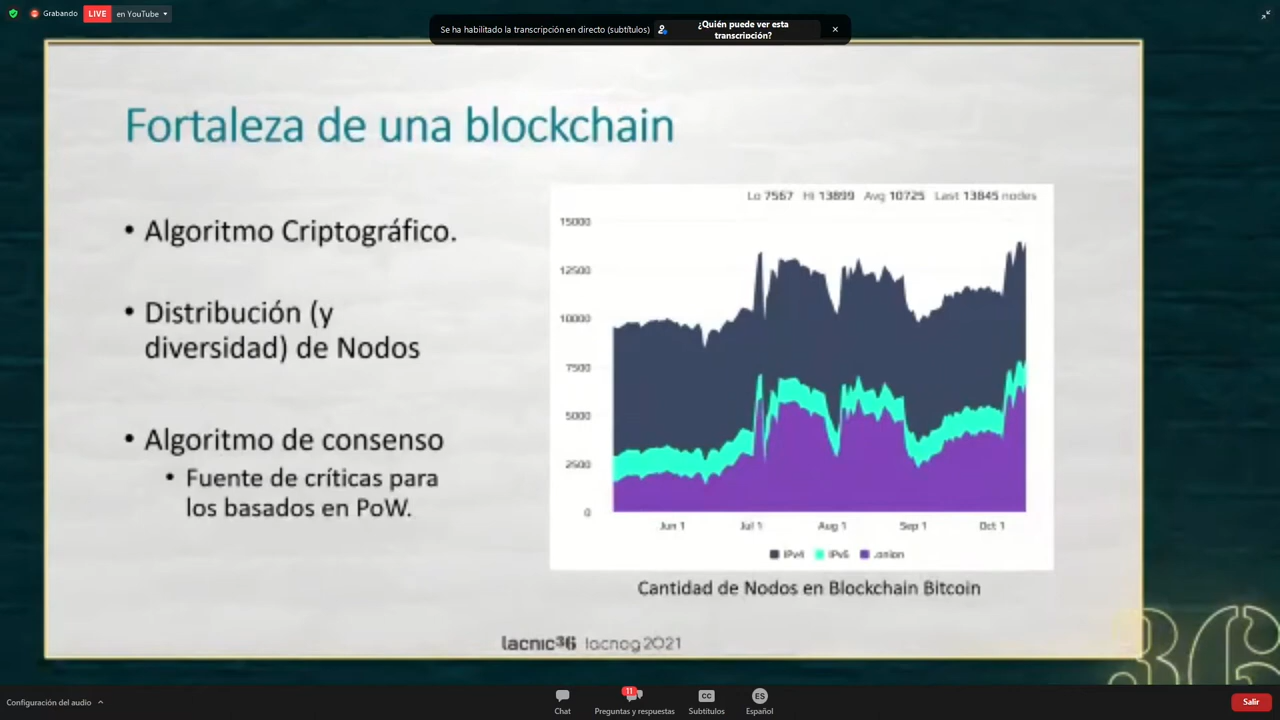 Grabando
LIVE en YouTube
Se ha habilitado la transcripción en directo (subtítulos)
¿Quién puede ver esta
transcripción?
Fortaleza de una blockchain
• Algoritmo Criptográfico.
• Distribución (y
diversidad) de Nodos
• Algoritmo de consenso
• Fuente de críticas para
los basados en PoW.
Lo 7567 Hi 13899 Avg 10725 Last 13845 nodes
15000
12500
10000
7500
5000
2500
0
Jun 1 Jul 1 Aug 1 Sep 1 Oct 1
IPv4 IPv6 .onion
Cantidad de Nodos en Blockchain Bitcoin
lacnic36 lacnog2021
36
Configuración del audio
Chat
11
Preguntas y respuestas
CC
Subtítulos
ES
Español
Salir